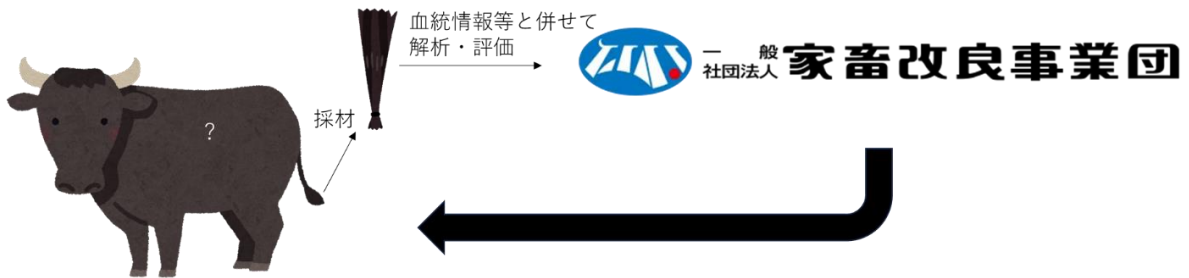 血統情報等と併せて
解析・評価
一般
社団法人
家畜改良事業団
採材
?